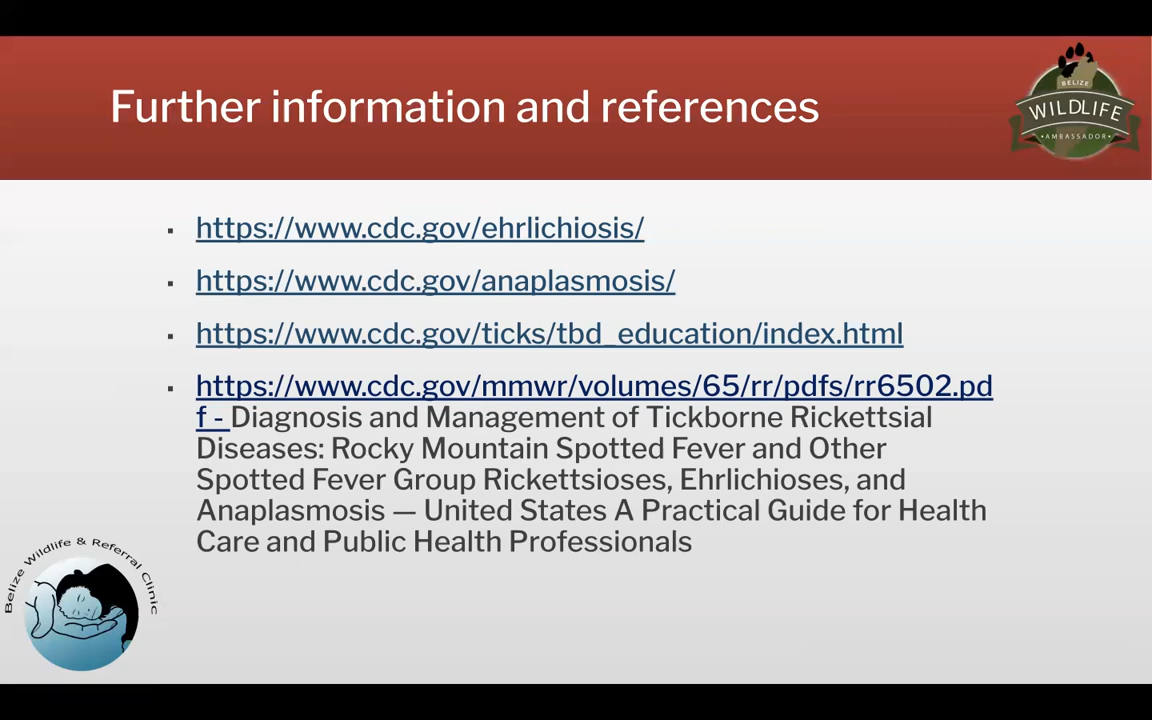 Further information and references
BELIZE
WILDLIFE
AMBASSADOR
https://www.cdc.gov/ehrlichiosis/
https://www.cdc.gov/anaplasmosis/
https://www.cdc.gov/ticks/tbd_education/index.html
https://www.cdc.gov/mmwr/volumes/65/rr/pdfs/rr6502.pd
f - Diagnosis and Management of Tickborne Rickettsial
Diseases: Rocky Mountain Spotted Fever and Other
Spotted Fever Group Rickettsioses, Ehrlichioses, and
Anaplasmosis — United States A Practical Guide for Health
Care and Public Health Professionals
Belize Wildlife & Referral Clinic